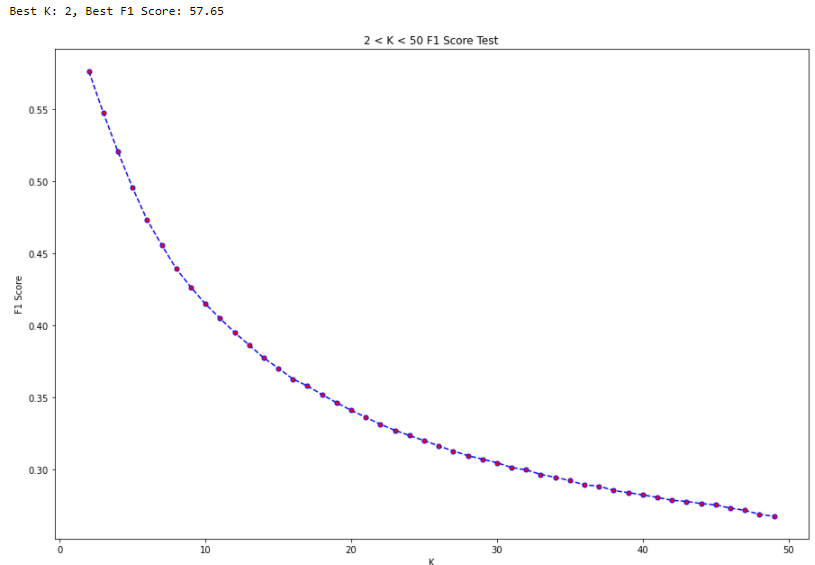 Best K: 2, Best F1 Score: 57.65
2 < K < 50 F1 Score Test
F1 Score
0.55
0.50
0.45
0.40
0.35
0.30
0 10 20 30 40 50
K